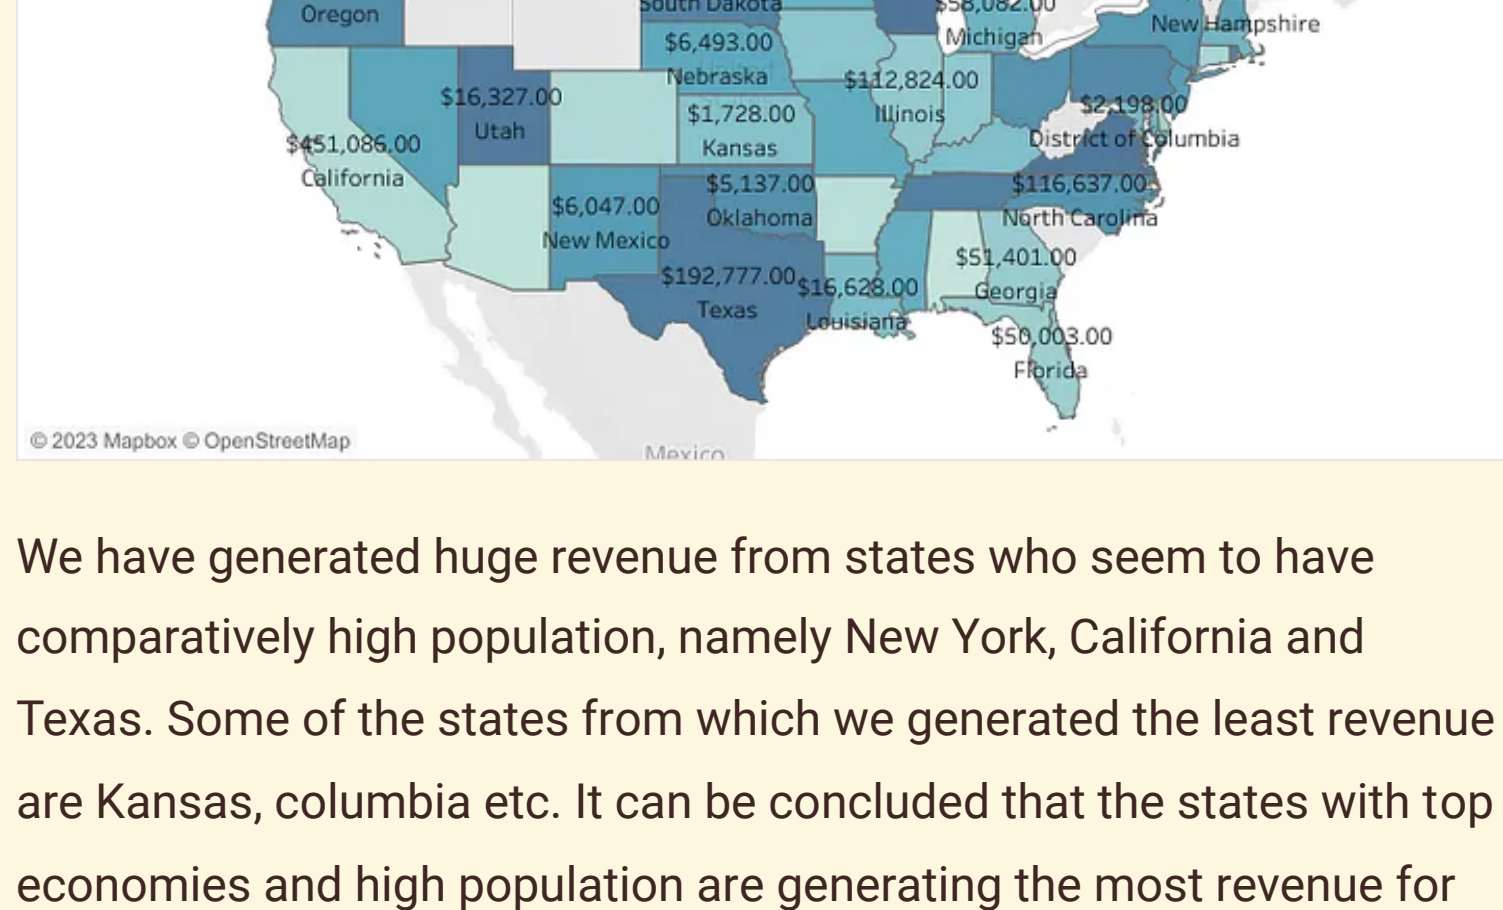 Oregon
South Dakota
$58,082.00
Michigan
New Hampshire
$6,493.00
Nebraska
$112,824.00
Illinois
$16,327.00
Utah
$1,728.00
Kansas
$2,198.00
District of Columbia
$451,086.00
California
$5,137.00
Oklahoma
$116,637.00
North Carolina
$6,047.00
New Mexico
$51,401.00
Georgia
$192,777.00
Texas
$16,628.00
Louisiana
$50,003.00
Florida
© 2023 Mapbox © OpenStreetMap
Mexico
We have generated huge revenue from states who seem to have
comparatively high population, namely New York, California and
Texas. Some of the states from which we generated the least revenue
are Kansas, columbia etc. It can be concluded that the states with top
economies and high population are generating the most revenue for